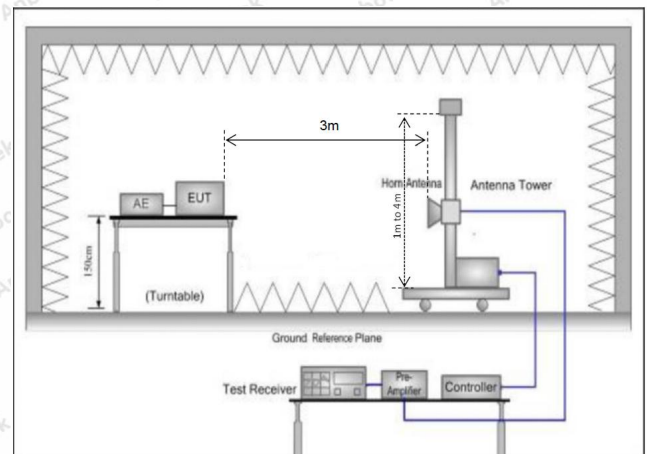 3m
Horn Antenna
Antenna Tower
AE
EUT
1m to 4m
150cm
(Turntable)
Ground Reference Plane
Test Receiver
Pre-
Amplifier
Controller